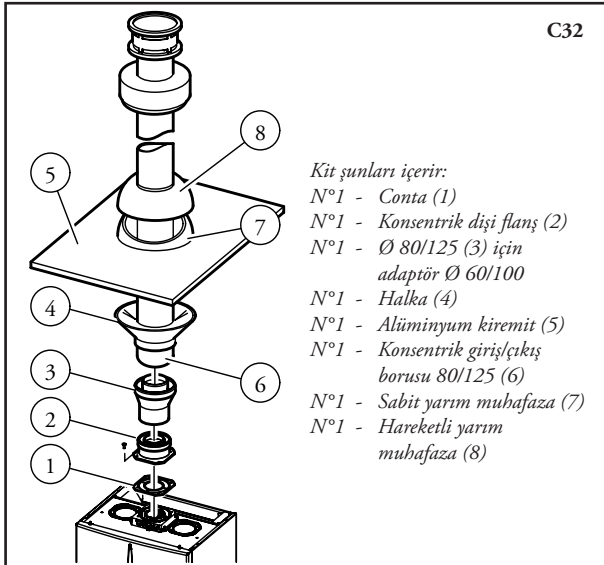 C32
Kit şunları içerir:
N°1 - Conta (1)
N°1 - Konsentrik dişi flanş (2)
N°1 - Ø 80/125 (3) için
adaptör Ø 60/100
N°1 - Halka (4)
N°1 - Alüminyum kiremit (5)
N°1 - Konsentrik giriş/çıkış
borusu 80/125 (6)
N°1 - Sabit yarım muhafaza (7)
N°1 - Hareketli yarım
muhafaza (8)
8
5
7
4
6
3
2
1